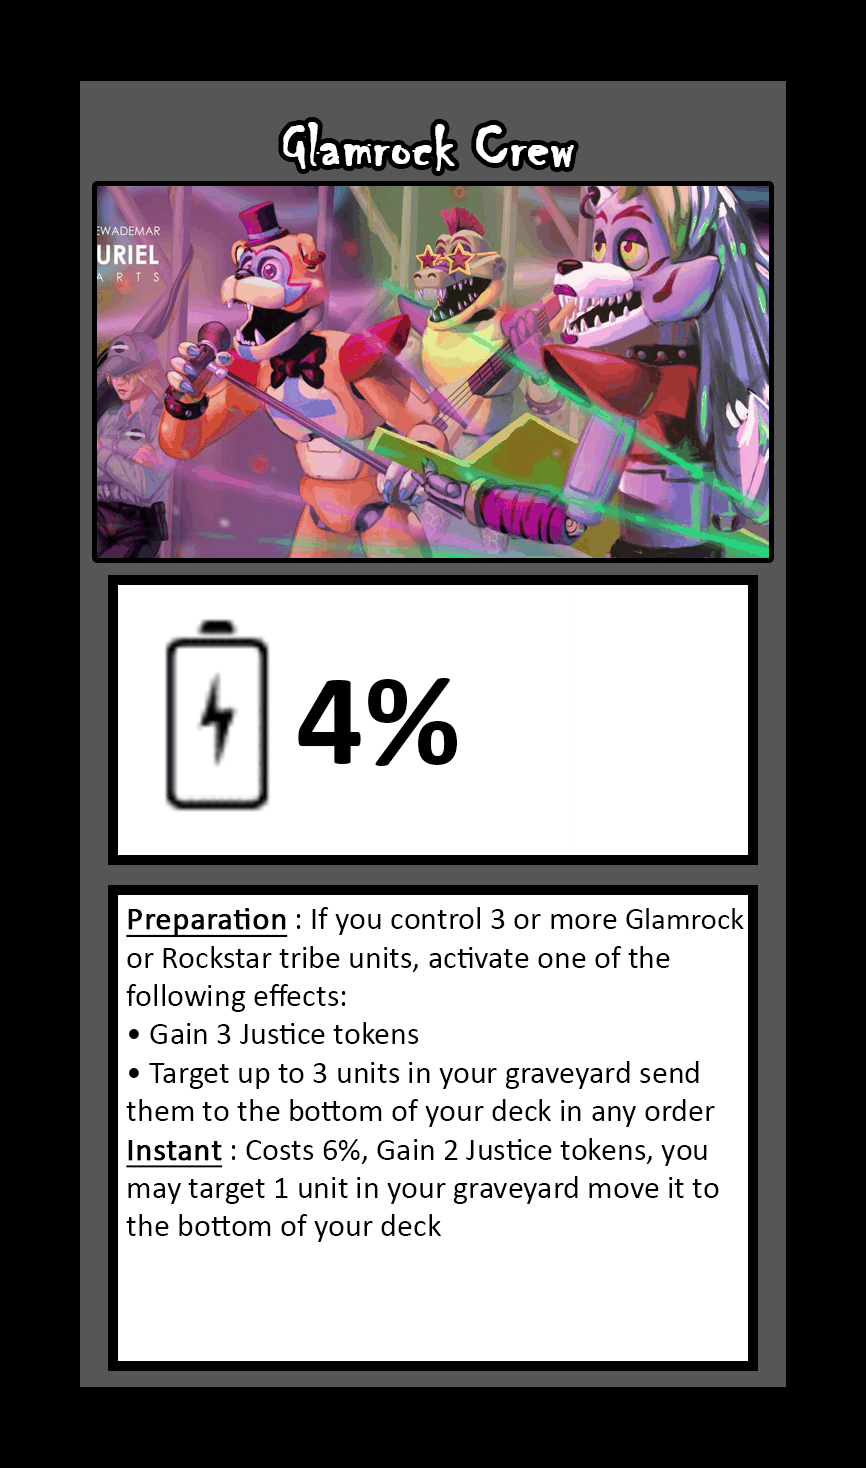 Glamrock Crew
EWADEMAR
URIEL
ARTS
4%
Preparation : If you control 3 or more Glamrock
or Rockstar tribe units, activate one of the
following effects:
• Gain 3 Justice tokens
• Target up to 3 units in your graveyard send
them to the bottom of your deck in any order
Instant : Costs 6%, Gain 2 Justice tokens, you
may target 1 unit in your graveyard move it to
the bottom of your deck